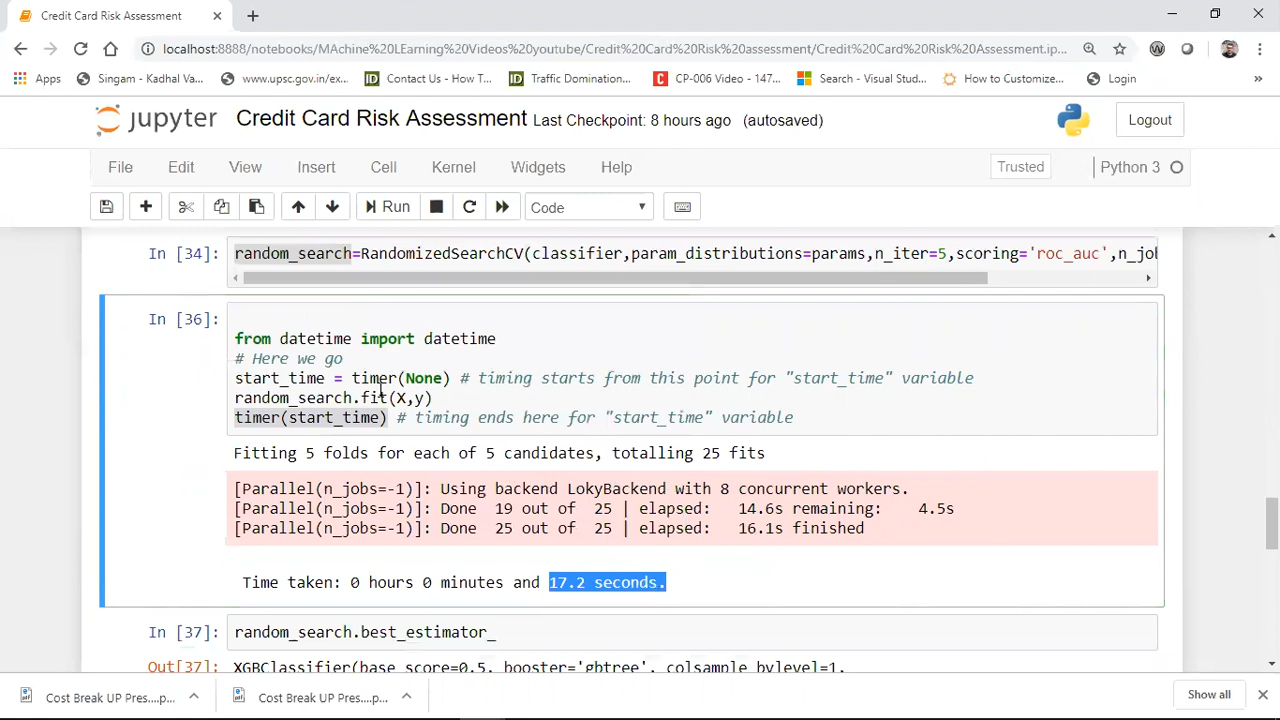 Credit Card Risk Assessment
localhost:8888/notebooks/MAchine%20LEarning%20Videos%20youtube/Credit%20Card%20Risk%20assessment/Credit%20Card%20Risk%20Assessment.ip...
Apps Singam - Kadhal Va... www.upsc.gov.in/ex... Contact Us - How T... Traffic Domination... CP-006 Video - 147... Search - Visual Stud... How to Customize... Login »
jupyter Credit Card Risk Assessment Last Checkpoint: 8 hours ago (autosaved) Logout
File Edit View Insert Cell Kernel Widgets Help Trusted Python 3
Run Code
In [34]: random_search=RandomizedSearchCV(classifier,param_distributions=params,n_iter=5,scoring='roc_auc',n_job
In [36]:
from datetime import datetime
# Here we go
start_time = timer(None) # timing starts from this point for "start_time" variable
random_search.fit(X,y)
timer(start_time) # timing ends here for "start_time" variable
Fitting 5 folds for each of 5 candidates, totalling 25 fits
[Parallel(n_jobs=-1)]: Using backend LokyBackend with 8 concurrent workers.
[Parallel(n_jobs=-1)]: Done 19 out of 25 | elapsed: 14.6s remaining: 4.5s
[Parallel(n_jobs=-1)]: Done 25 out of 25 | elapsed: 16.1s finished
Time taken: 0 hours 0 minutes and 17.2 seconds.
In [37]: random_search.best_estimator_
Out[37]: XGBClassifier(base_score=0.5, booster='gbtree', colsample_bylevel=1,
Cost Break UP Pres....p... Cost Break UP Pres....p... Show all